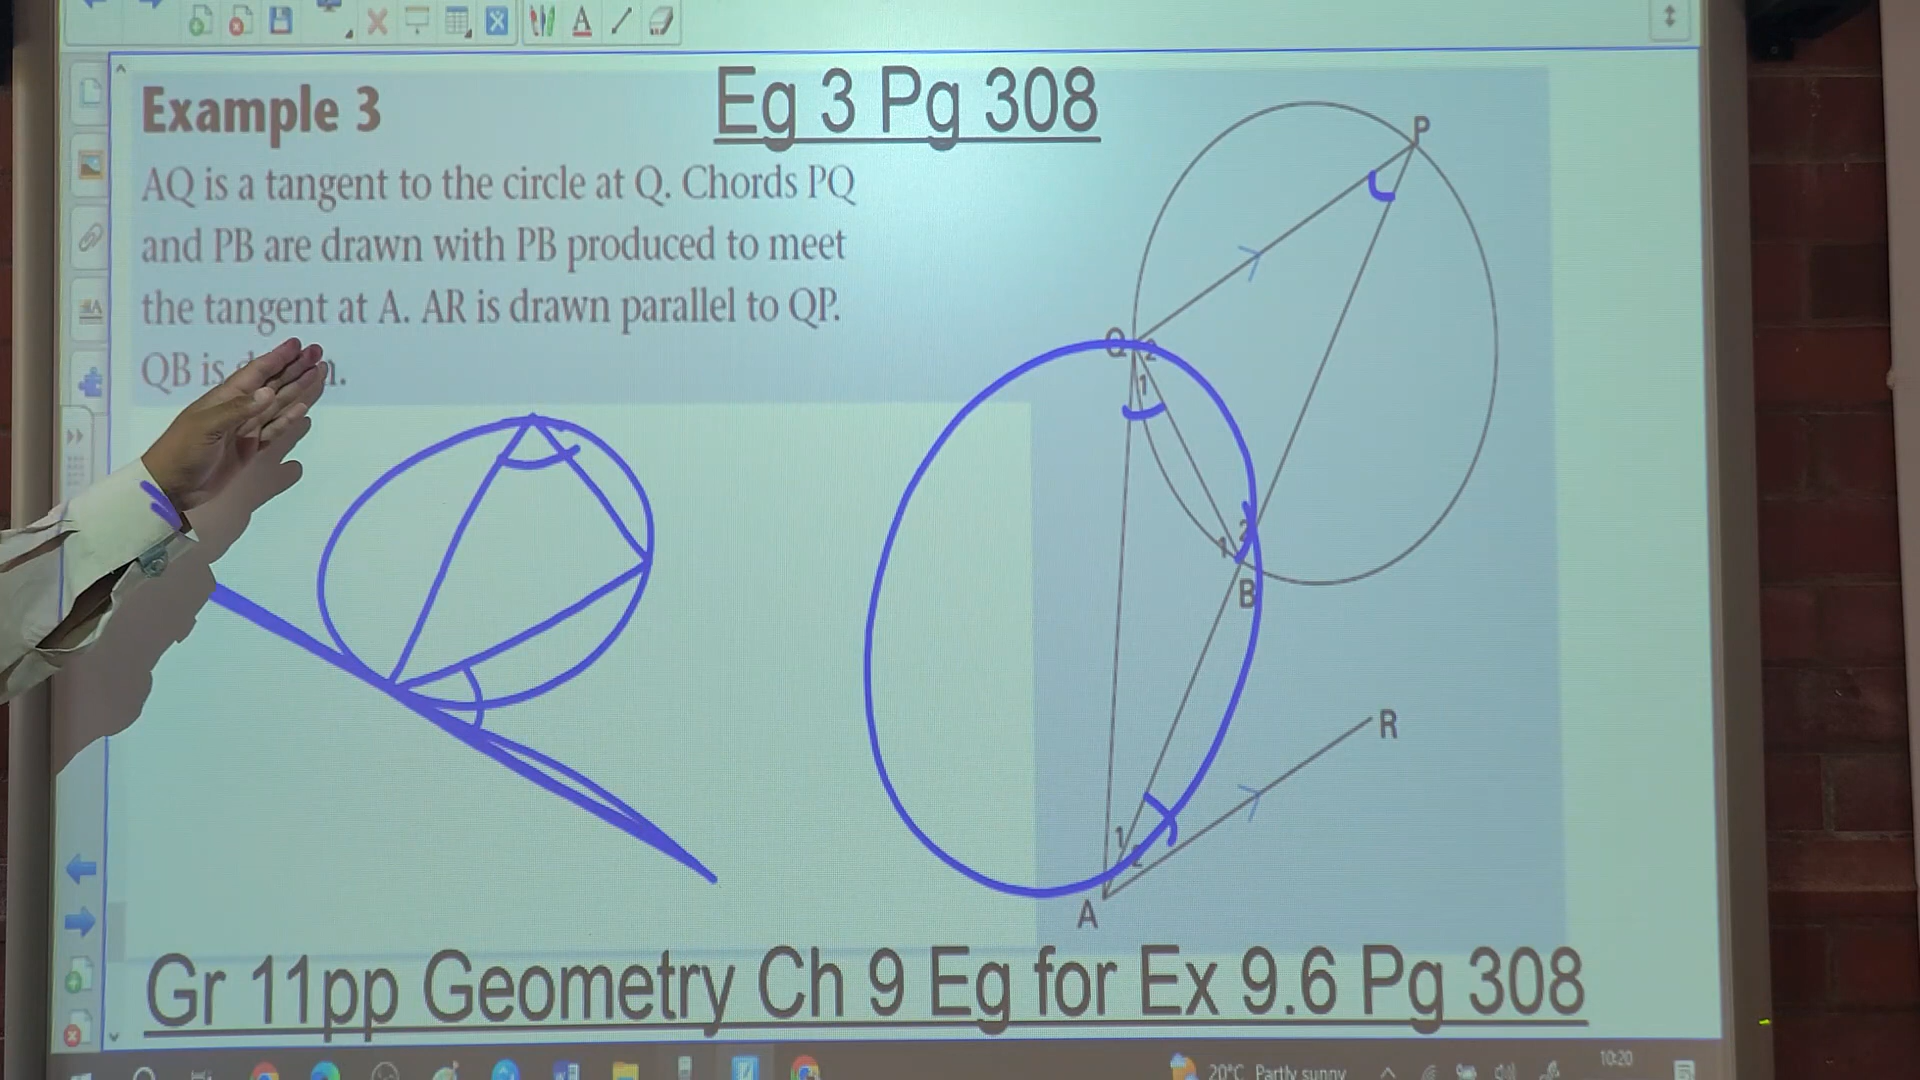 Example 3
Eg 3 Pg 308
AQ is a tangent to the circle at Q. Chords PQ
and PB are drawn with PB produced to meet
the tangent at A. AR is drawn parallel to QP.
QB is
P
Q
2
1
2
1
B
R
1
2
A
Gr 11pp Geometry Ch 9 Eg for Ex 9.6 Pg 308
20°C Partly sunny
10:20